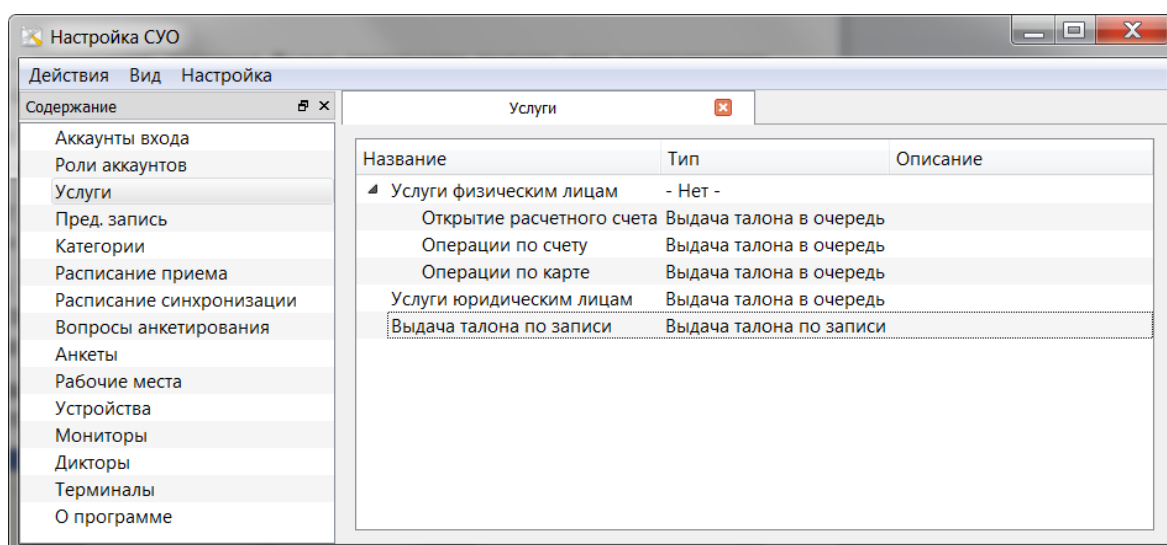 Настройка СУО
Действия Вид Настройка
Содержание
Услуги
Аккаунты входа
Роли аккаунтов
Услуги
Пред. запись
Категории
Расписание приема
Расписание синхронизации
Вопросы анкетирования
Анкеты
Рабочие места
Устройства
Мониторы
Дикторы
Терминалы
О программе
Название Тип Описание
Услуги физическим лицам - Нет -
Открытие расчетного счета Выдача талона в очередь
Операции по счету Выдача талона в очередь
Операции по карте Выдача талона в очередь
Услуги юридическим лицам Выдача талона в очередь
Выдача талона по записи Выдача талона по записи